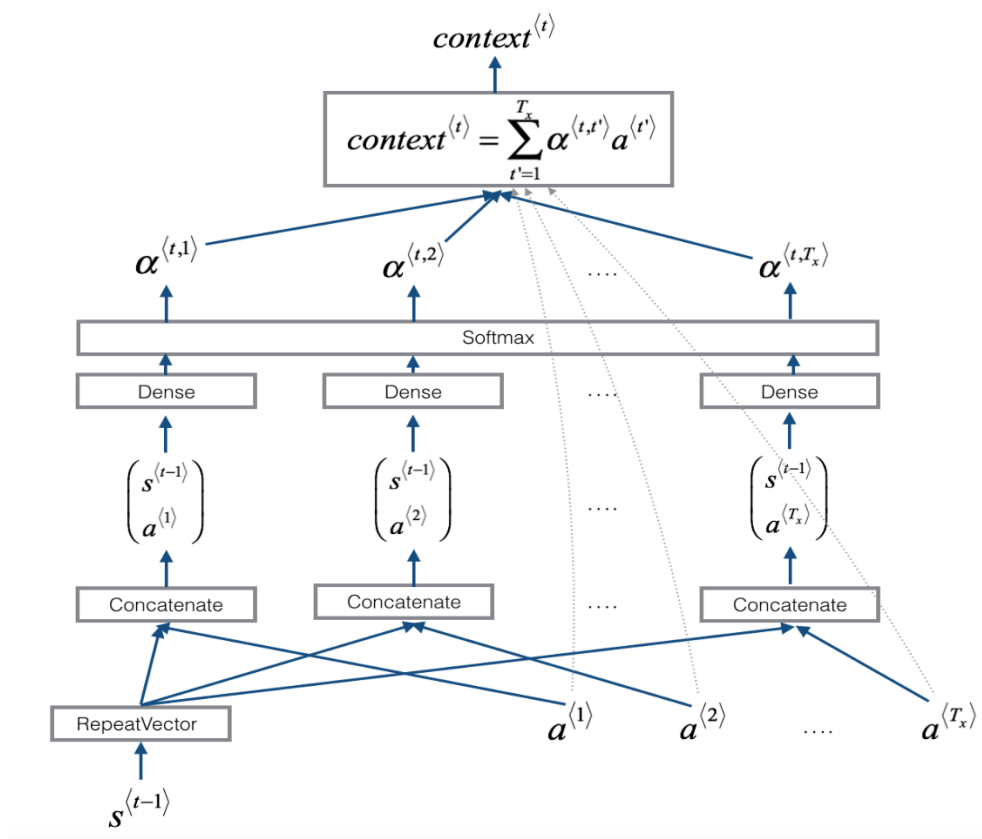 context⟨t⟩
context⟨t⟩ = ∑_{t'=1}^{T_x} α⟨t,t'⟩ a⟨t'⟩
α⟨t,1⟩ α⟨t,2⟩ .... α⟨t,T_x⟩
Softmax
Dense Dense .... Dense
(s⟨t−1⟩ a⟨1⟩) (s⟨t−1⟩ a⟨2⟩) .... (s⟨t−1⟩ a⟨T_x⟩)
Concatenate Concatenate .... Concatenate
RepeatVector a⟨1⟩ a⟨2⟩ .... a⟨T_x⟩
s⟨t−1⟩